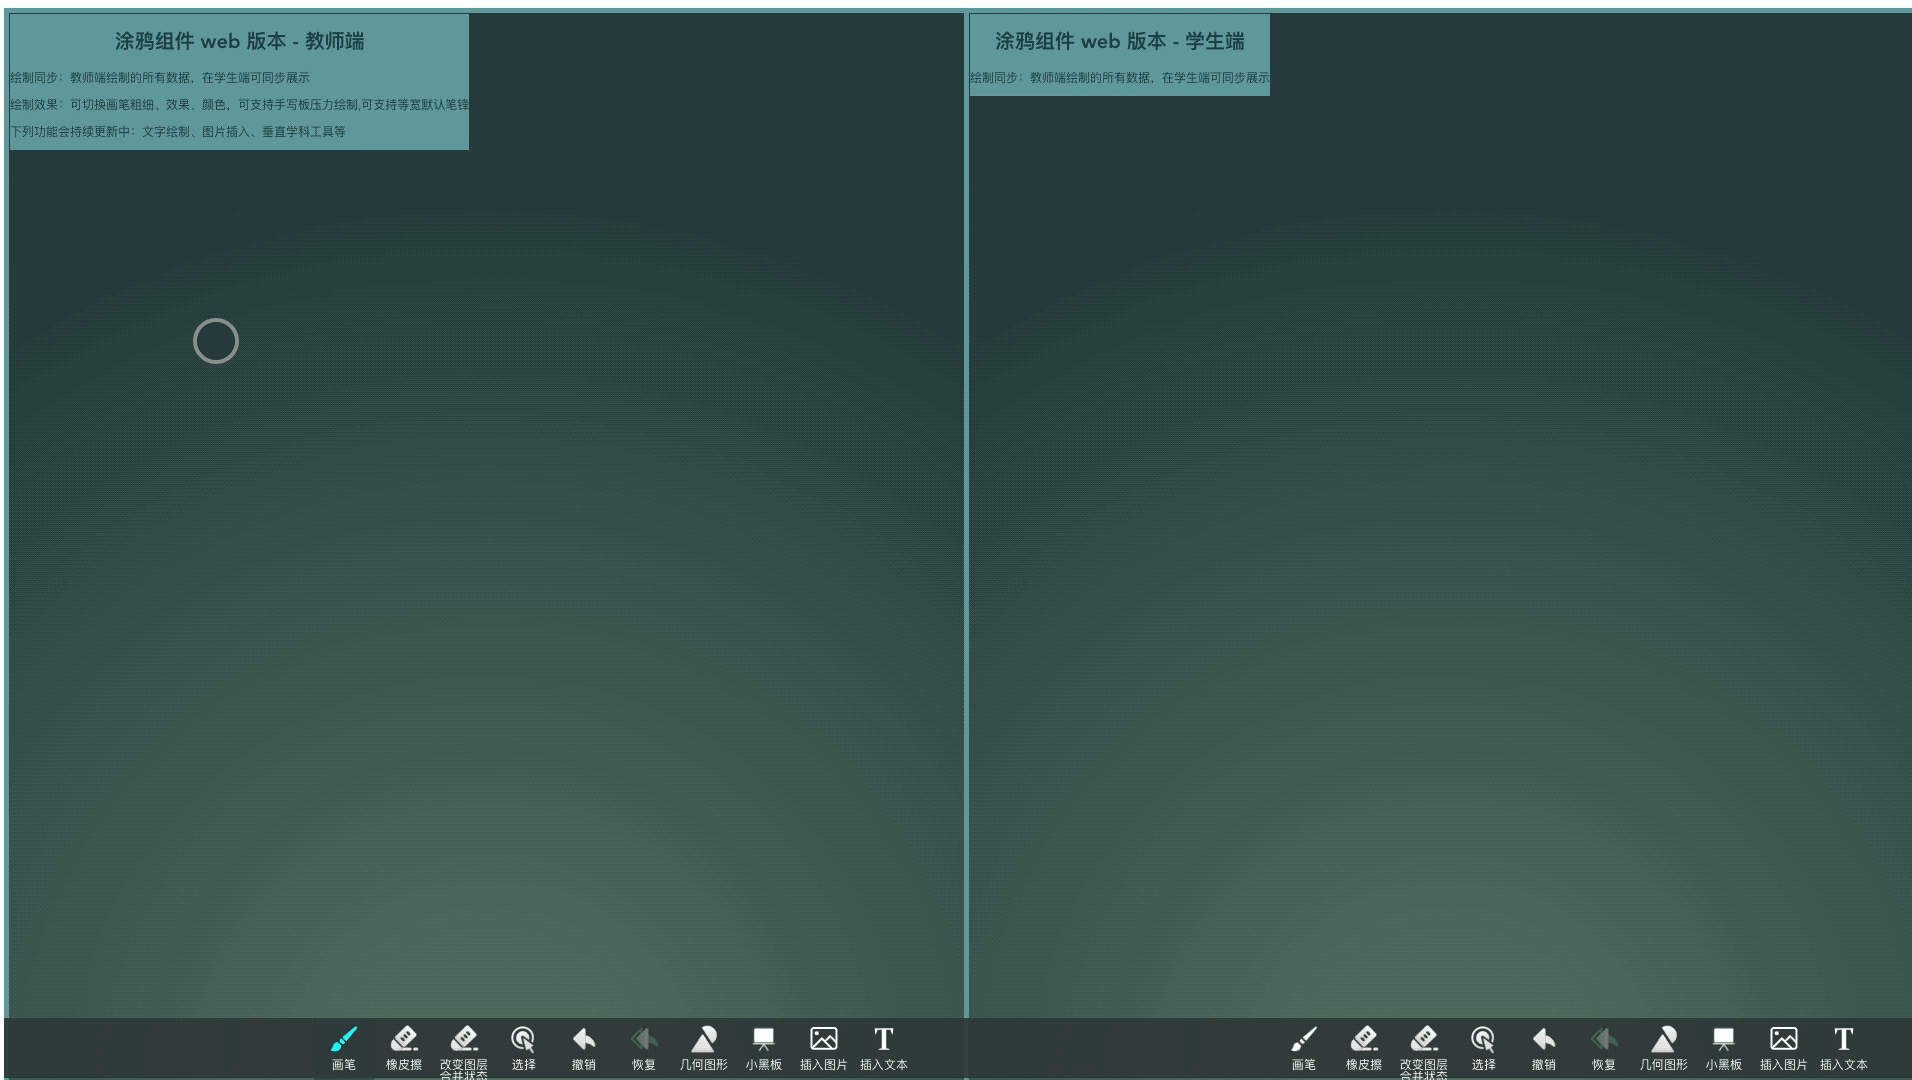 涂鸦组件 web 版本 - 教师端
绘制同步：教师端绘制的所有数据，在学生端可同步展示
绘制效果：可切换画笔粗细、效果、颜色，可支持手写板压力绘制,可支持等宽默认笔锋
下列功能会持续更新中：文字绘制、图片插入、垂直学科工具等
涂鸦组件 web 版本 - 学生端
绘制同步：教师端绘制的所有数据，在学生端可同步展示
画笔
橡皮擦
改变图层
合并状态
选择
撤销
恢复
几何图形
小黑板
插入图片
插入文本
画笔
橡皮擦
改变图层
合并状态
选择
撤销
恢复
几何图形
小黑板
插入图片
插入文本